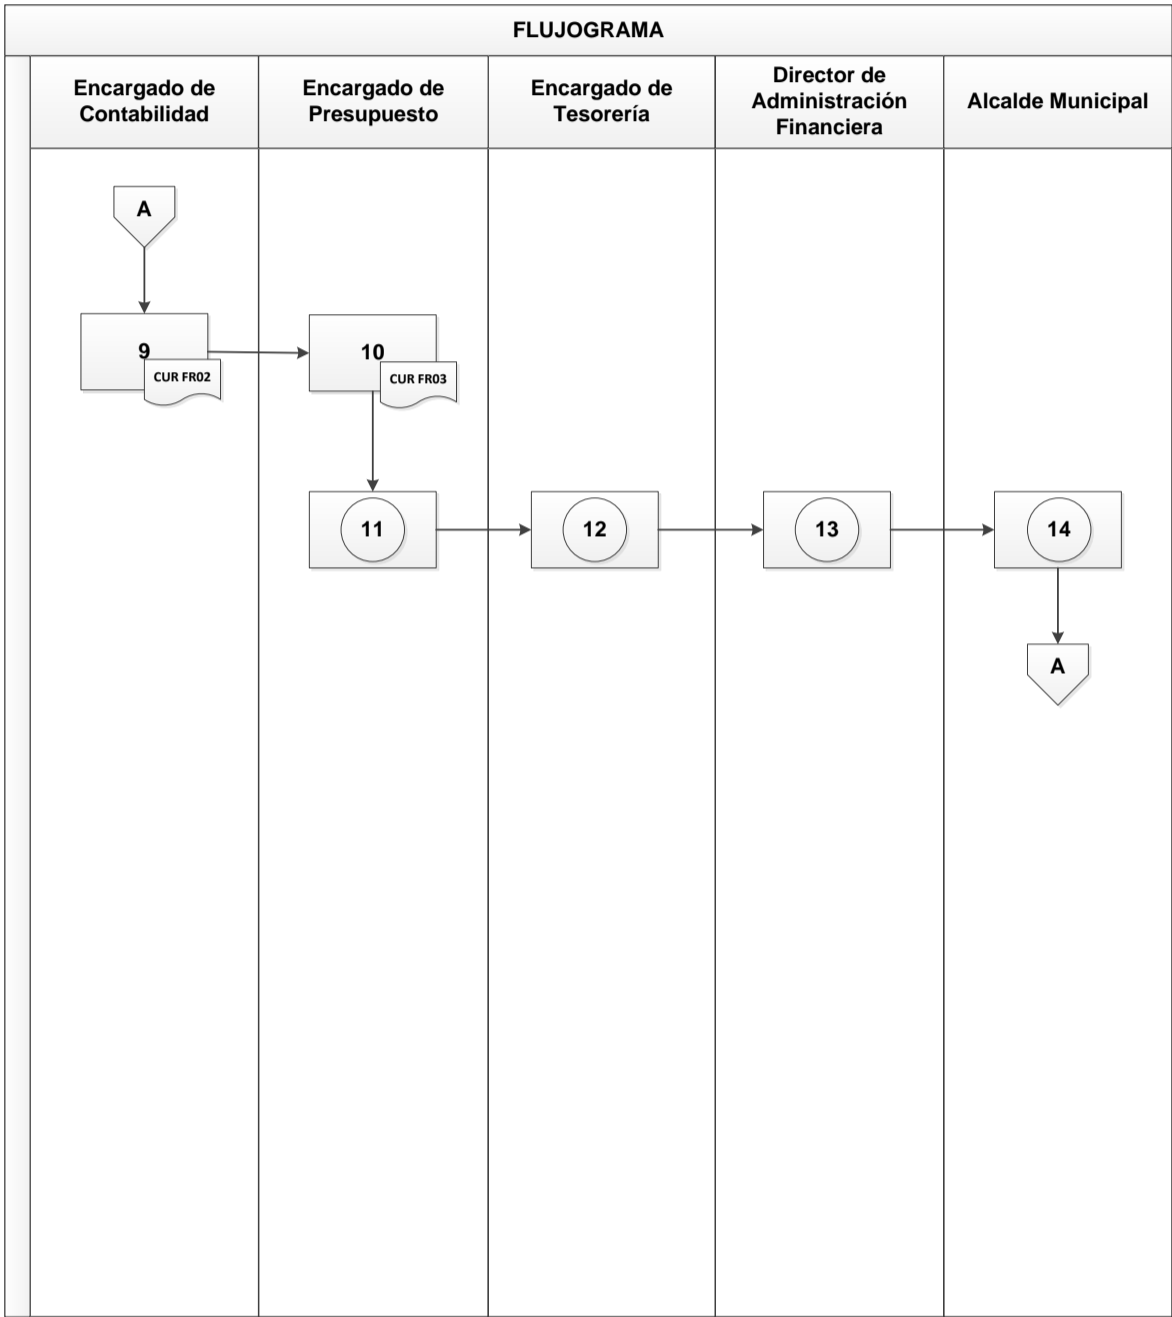 FLUJOGRAMA
Encargado de
Contabilidad
Encargado de
Presupuesto
Encargado de
Tesorería
Director de
Administración
Financiera
Alcalde Municipal
A
9
CUR FR02
10
CUR FR03
11
12
13
14
A